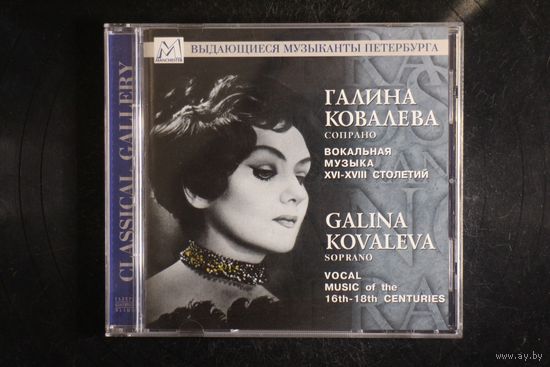 MANCHESTER
ВЫДАЮЩИЕСЯ МУЗЫКАНТЫ ПЕТЕРБУРГА
CLASSICAL GALLERY
ГАЛИНА
КОВАЛЕВА
СОПРАНО
ВОКАЛЬНАЯ
МУЗЫКА
XVI-XVIII СТОЛЕТИЙ
GALINA
KOVALEVA
SOPRANO
VOCAL
MUSIC of the
16th-18th CENTURIES
© www.ay.by